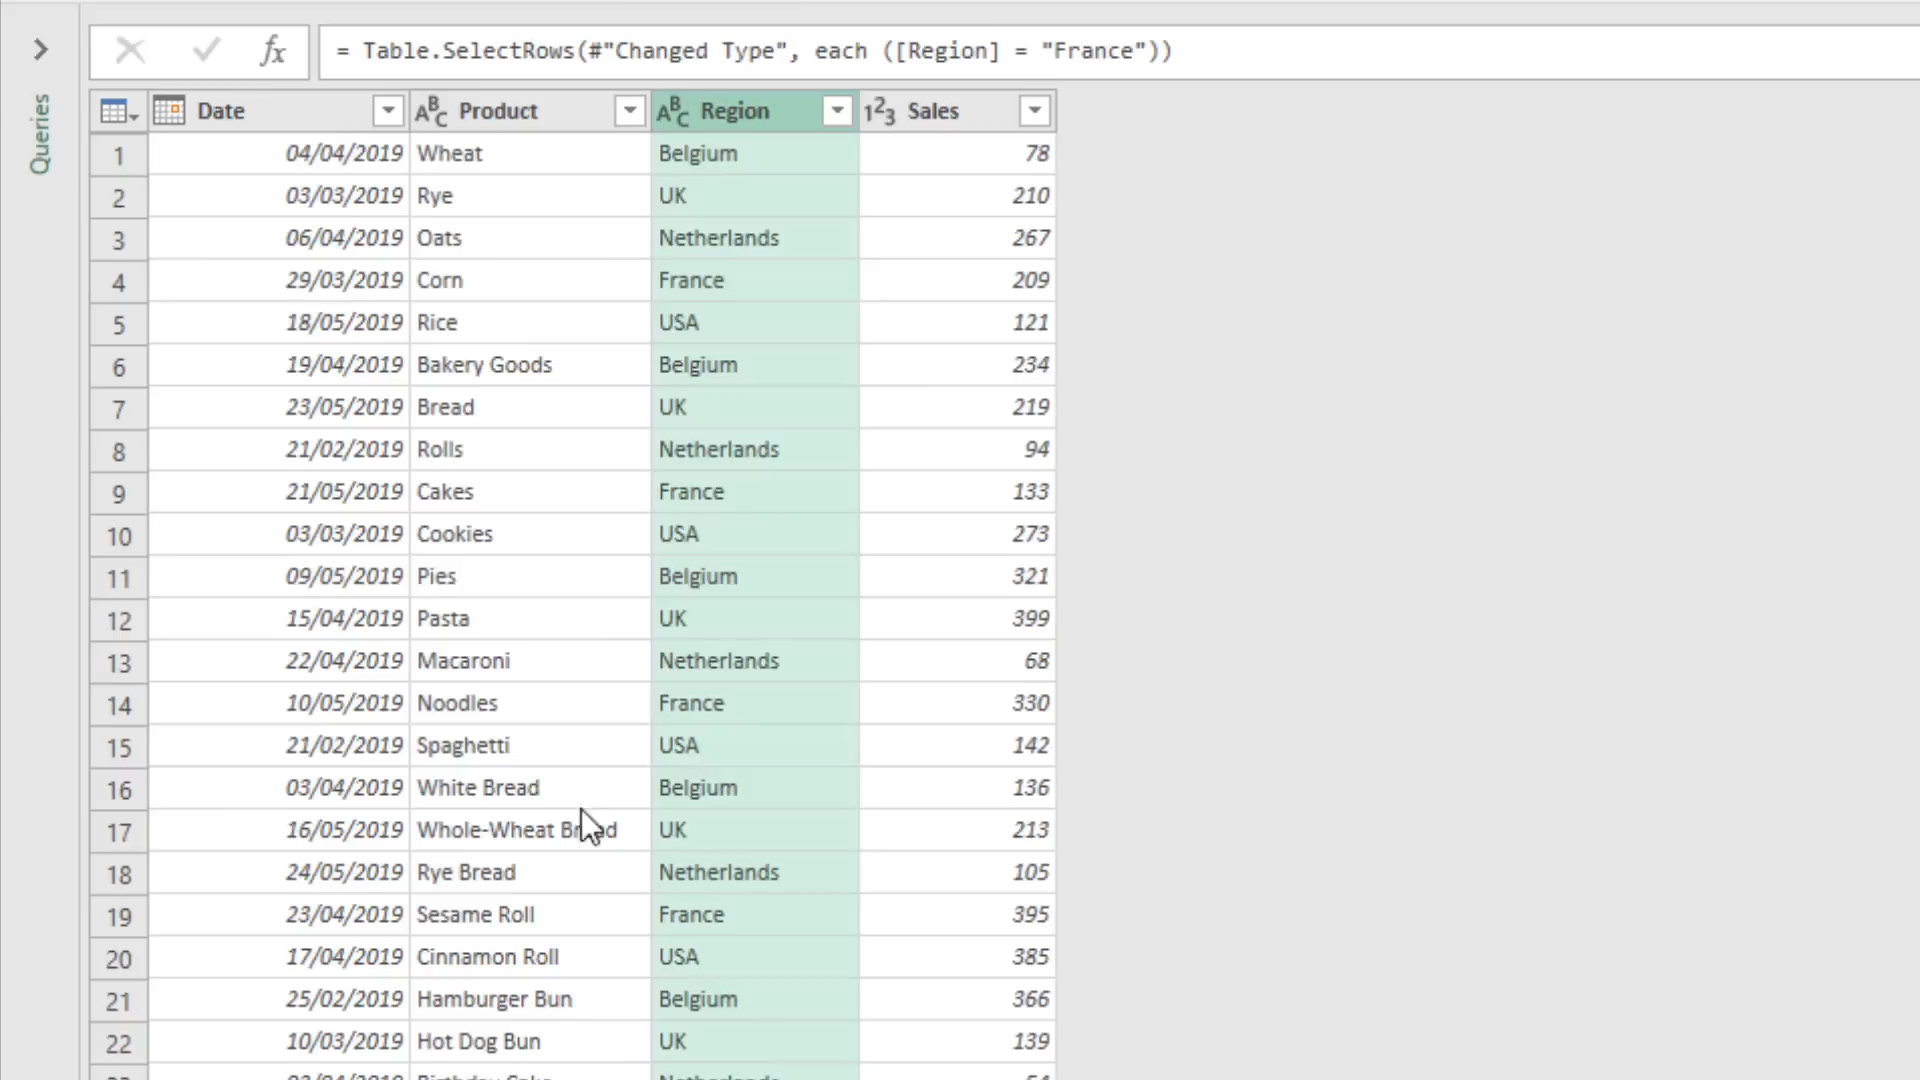 = Table.SelectRows(#"Changed Type", each ([Region] = "France"))
Queries
Date Product Region Sales
1 04/04/2019 Wheat Belgium 78
2 03/03/2019 Rye UK 210
3 06/04/2019 Oats Netherlands 267
4 29/03/2019 Corn France 209
5 18/05/2019 Rice USA 121
6 19/04/2019 Bakery Goods Belgium 234
7 23/05/2019 Bread UK 219
8 21/02/2019 Rolls Netherlands 94
9 21/05/2019 Cakes France 133
10 03/03/2019 Cookies USA 273
11 09/05/2019 Pies Belgium 321
12 15/04/2019 Pasta UK 399
13 22/04/2019 Macaroni Netherlands 68
14 10/05/2019 Noodles France 330
15 21/02/2019 Spaghetti USA 142
16 03/04/2019 White Bread Belgium 136
17 16/05/2019 Whole-Wheat Bread UK 213
18 24/05/2019 Rye Bread Netherlands 105
19 23/04/2019 Sesame Roll France 395
20 17/04/2019 Cinnamon Roll USA 385
21 25/02/2019 Hamburger Bun Belgium 366
22 10/03/2019 Hot Dog Bun UK 139